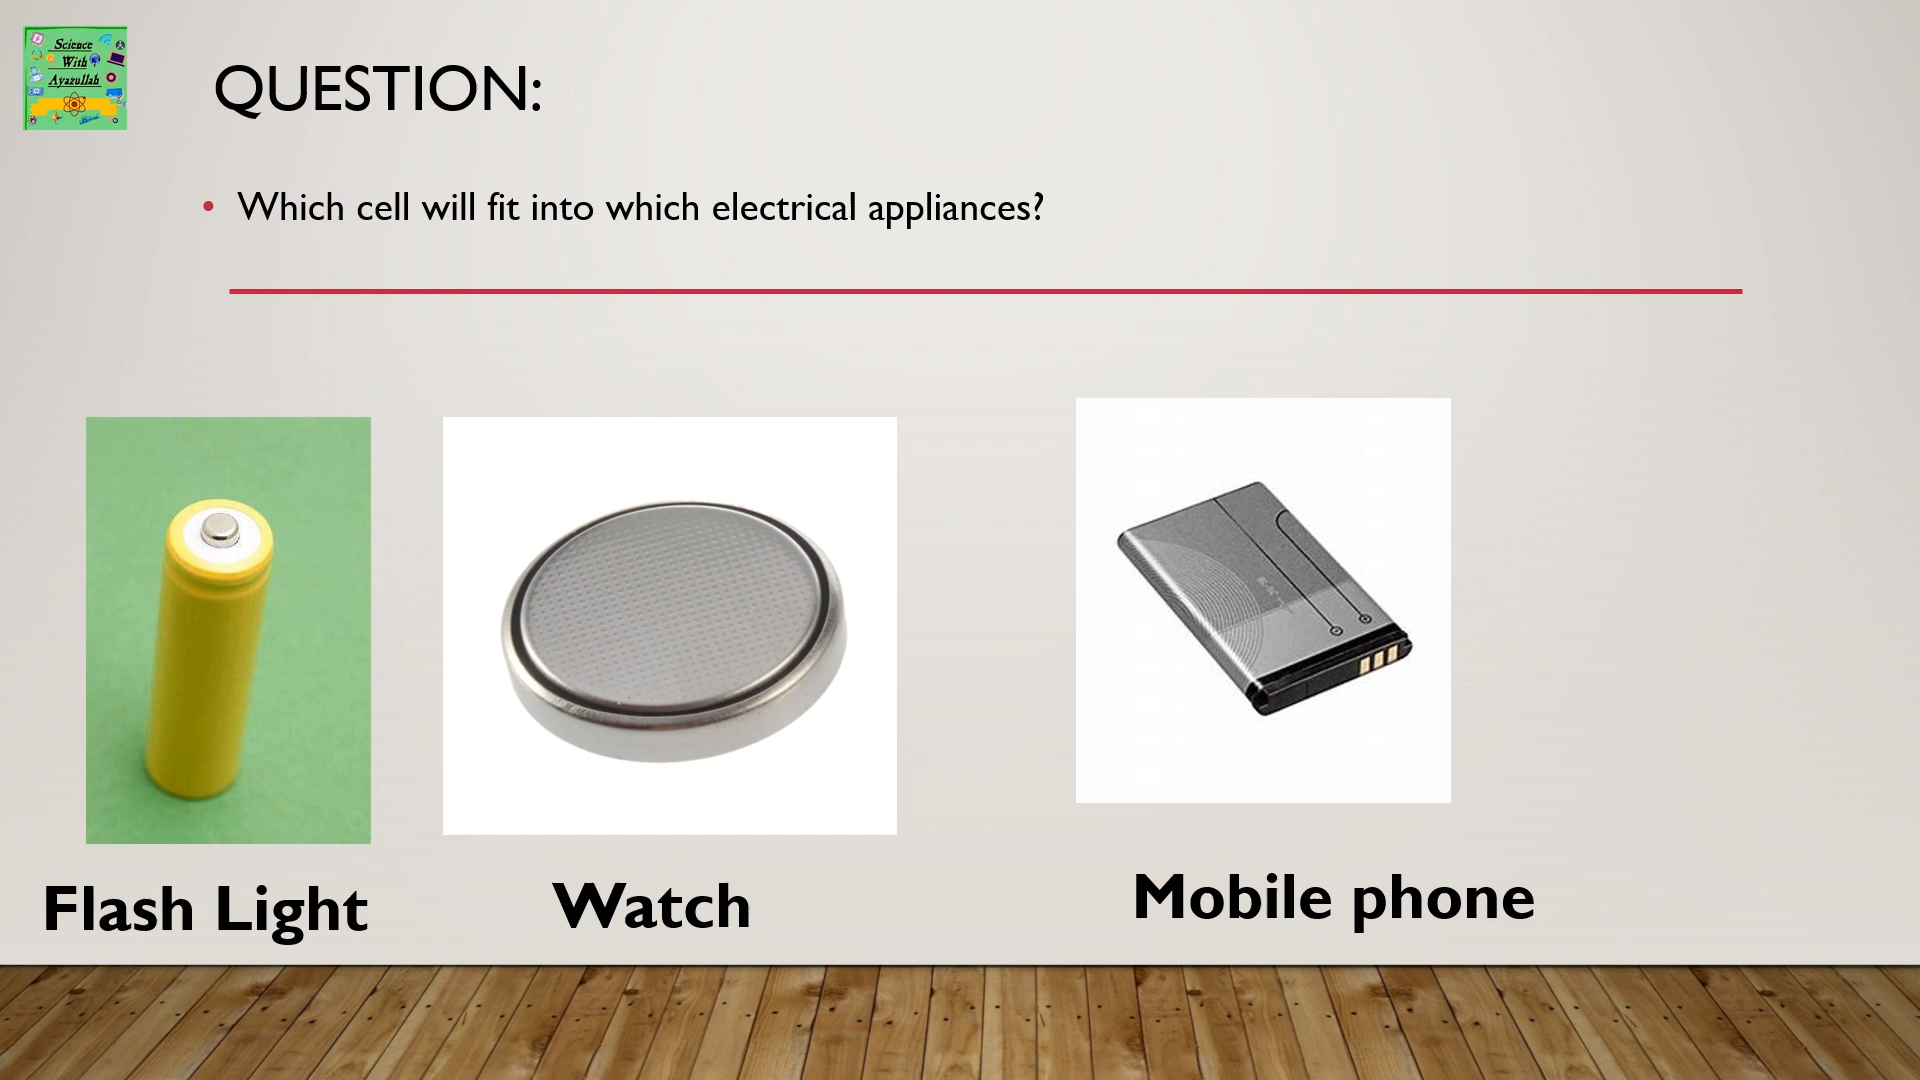 Science
With
Ayazullah
QUESTION:
• Which cell will fit into which electrical appliances?
Flash Light
Watch
Mobile phone